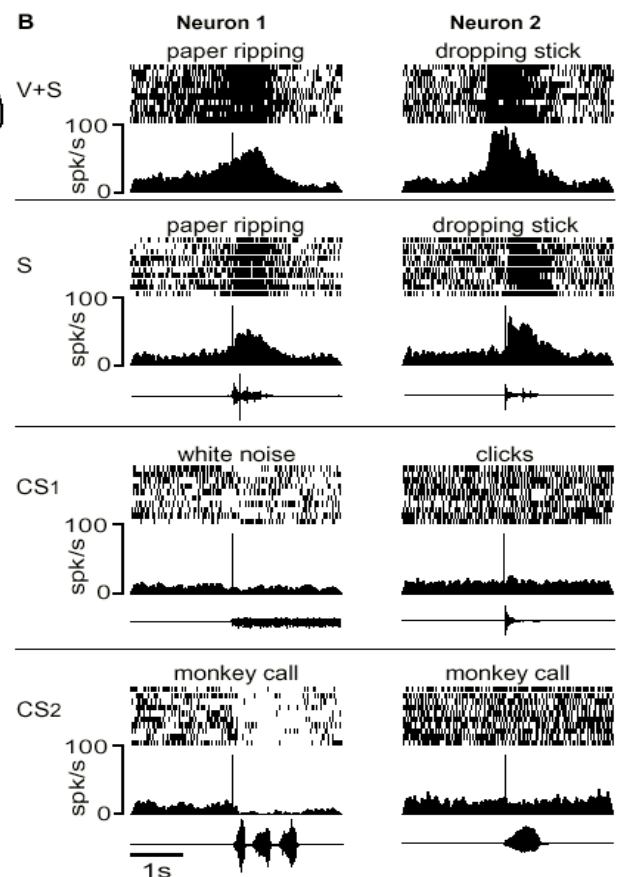 B
Neuron 1 Neuron 2
paper ripping dropping stick
V+S
100
spk/s
0
paper ripping dropping stick
S
100
spk/s
0
white noise clicks
CS1
100
spk/s
0
monkey call monkey call
CS2
100
spk/s
0
1s